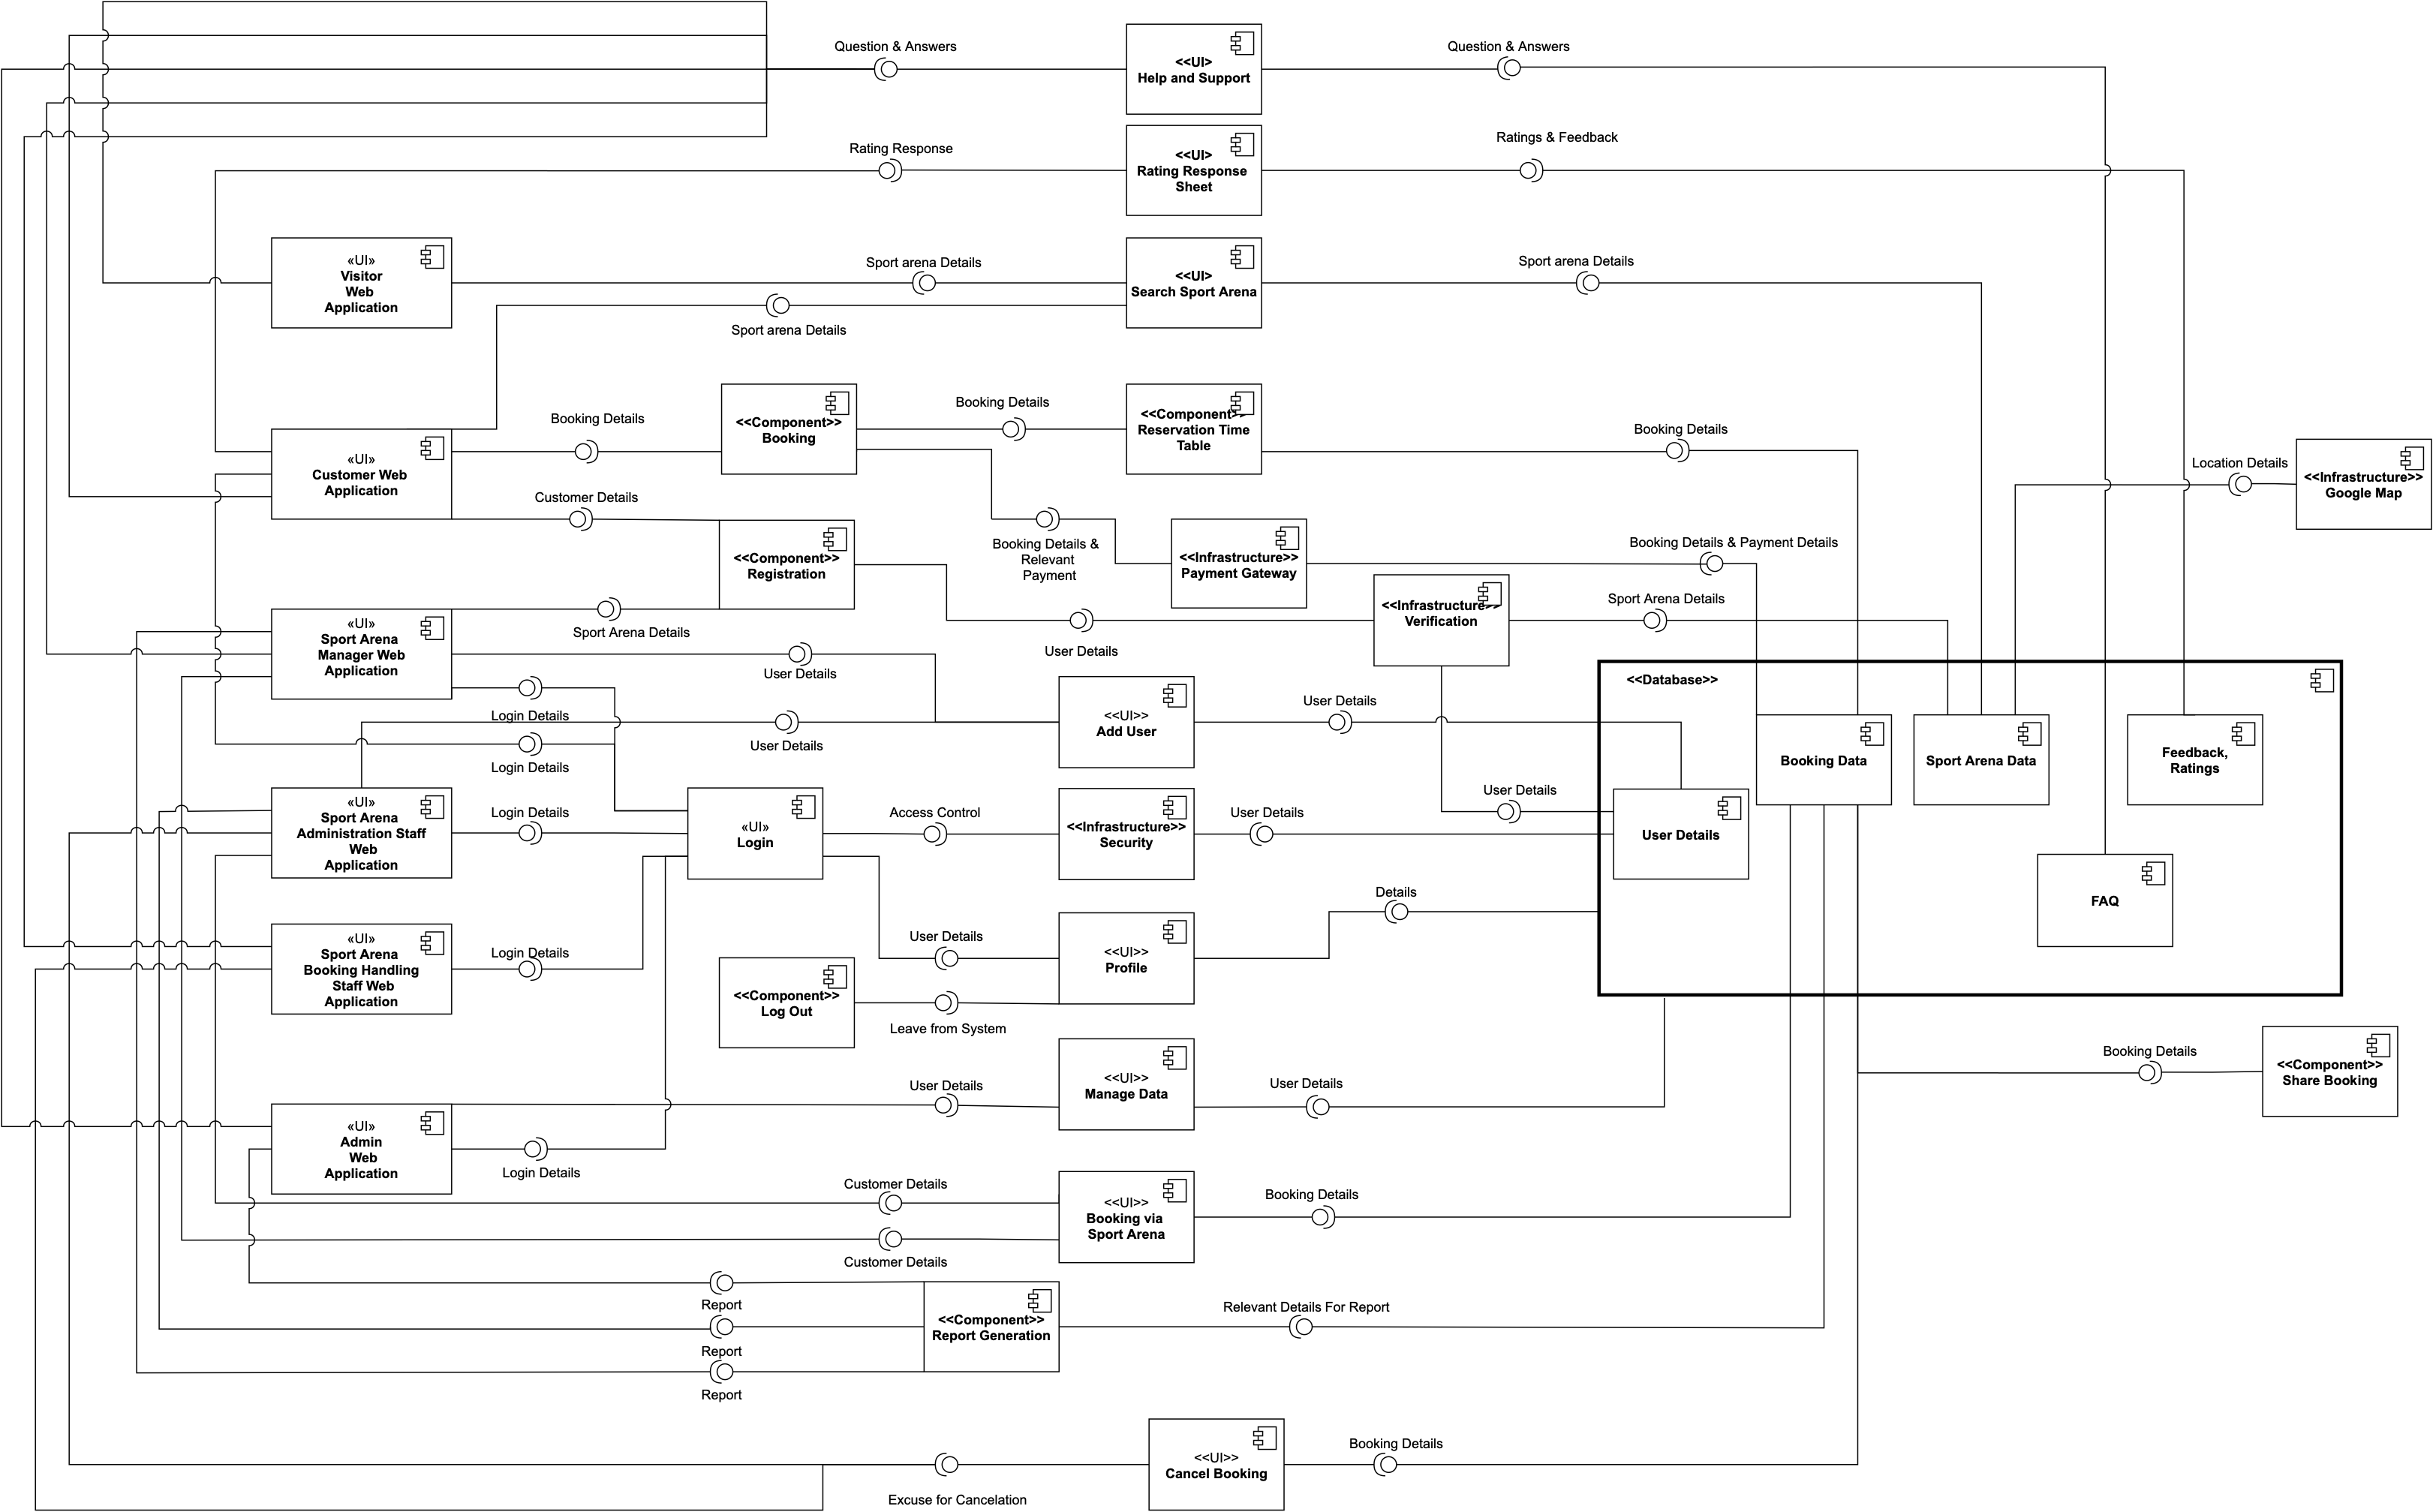 Question & Answers
<<UI>
Help and Support
Question & Answers
Rating Response
<<UI>
Rating Response
Sheet
Ratings & Feedback
«UI»
Visitor
Web
Application
Sport arena Details
Sport arena Details
<<UI>
Search Sport Arena
Sport arena Details
«UI»
Customer Web
Application
Booking Details
<<Component>>
Booking
Booking Details
<<Component>>
Reservation Time
Table
Booking Details
Location Details
<<Infrastructure>>
Google Map
Customer Details
<<Component>>
Registration
Booking Details &
Relevant
Payment
<<Infrastructure>>
Payment Gateway
Booking Details & Payment Details
<<Infrastructure>>
Verification
Sport Arena Details
«UI»
Sport Arena
Manager Web
Application
Sport Arena Details
User Details
User Details
Login Details
User Details
Login Details
<<UI>>
Add User
User Details
<<Database>>
Booking Data
Sport Arena Data
Feedback,
Ratings
User Details
User Details
FAQ
«UI»
Sport Arena
Administration Staff
Web
Application
Login Details
«UI»
Login
Access Control
<<Infrastructure>>
Security
User Details
Details
«UI»
Sport Arena
Booking Handling
Staff Web
Application
Login Details
User Details
<<UI>>
Profile
<<Component>>
Log Out
Leave from System
<<UI>>
Manage Data
User Details
User Details
Booking Details
<<Component>>
Share Booking
«UI»
Admin
Web
Application
Login Details
Customer Details
Customer Details
<<UI>>
Booking via
Sport Arena
Booking Details
Report
Report
Report
<<Component>>
Report Generation
Relevant Details For Report
Excuse for Cancelation
<<UI>>
Cancel Booking
Booking Details